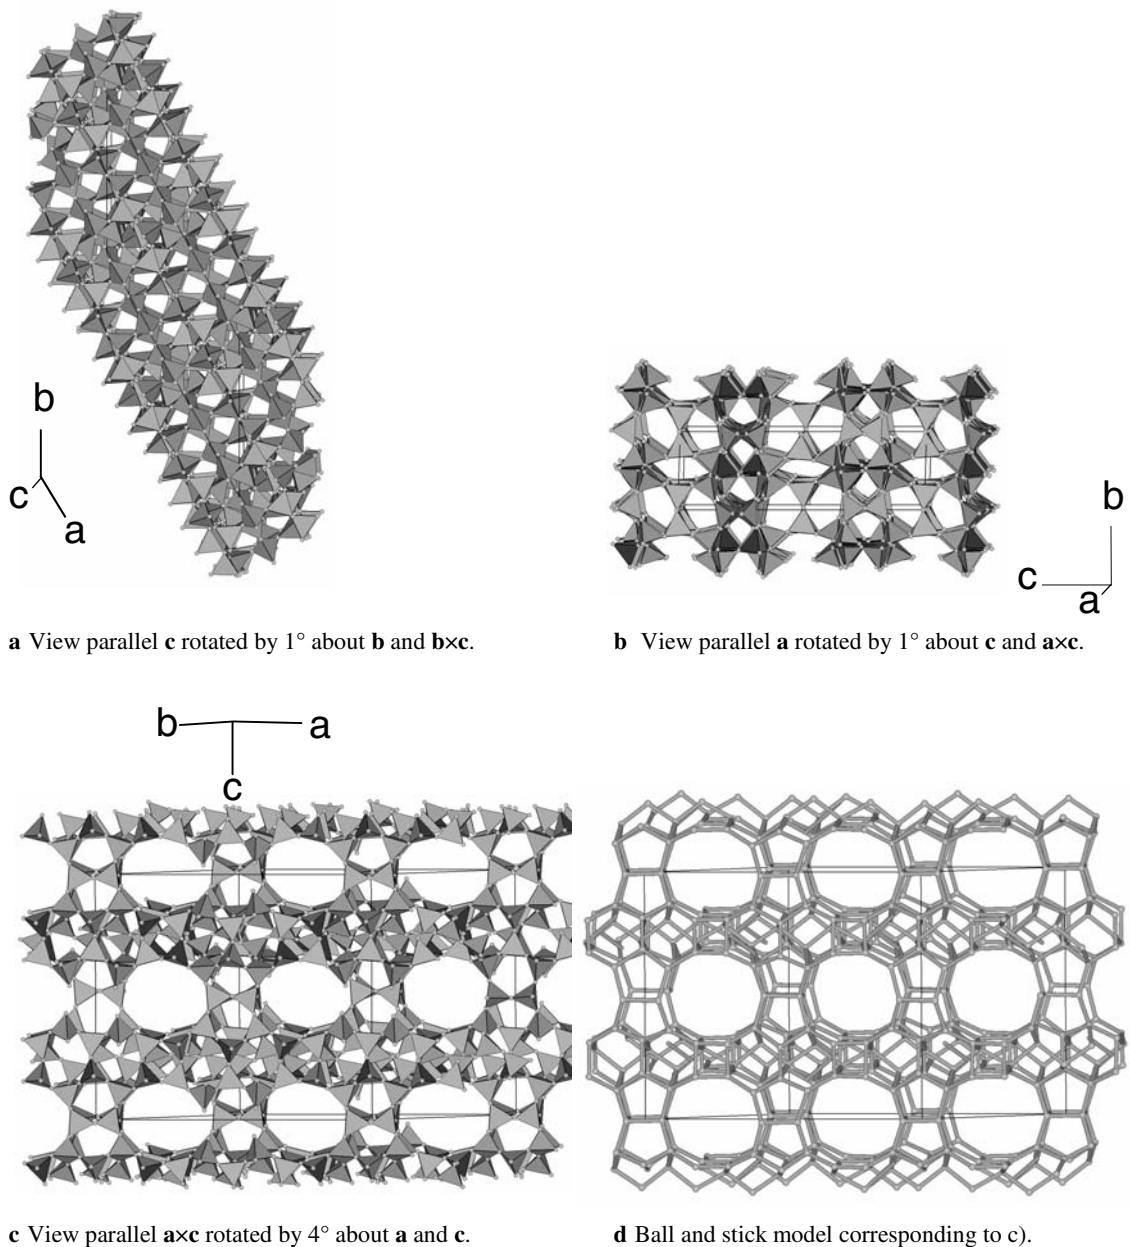 b
c
a
b
c
a
a View parallel c rotated by 1° about b and b×c.
b View parallel a rotated by 1° about c and a×c.
b
a
c
c View parallel a×c rotated by 4° about a and c.
d Ball and stick model corresponding to c).